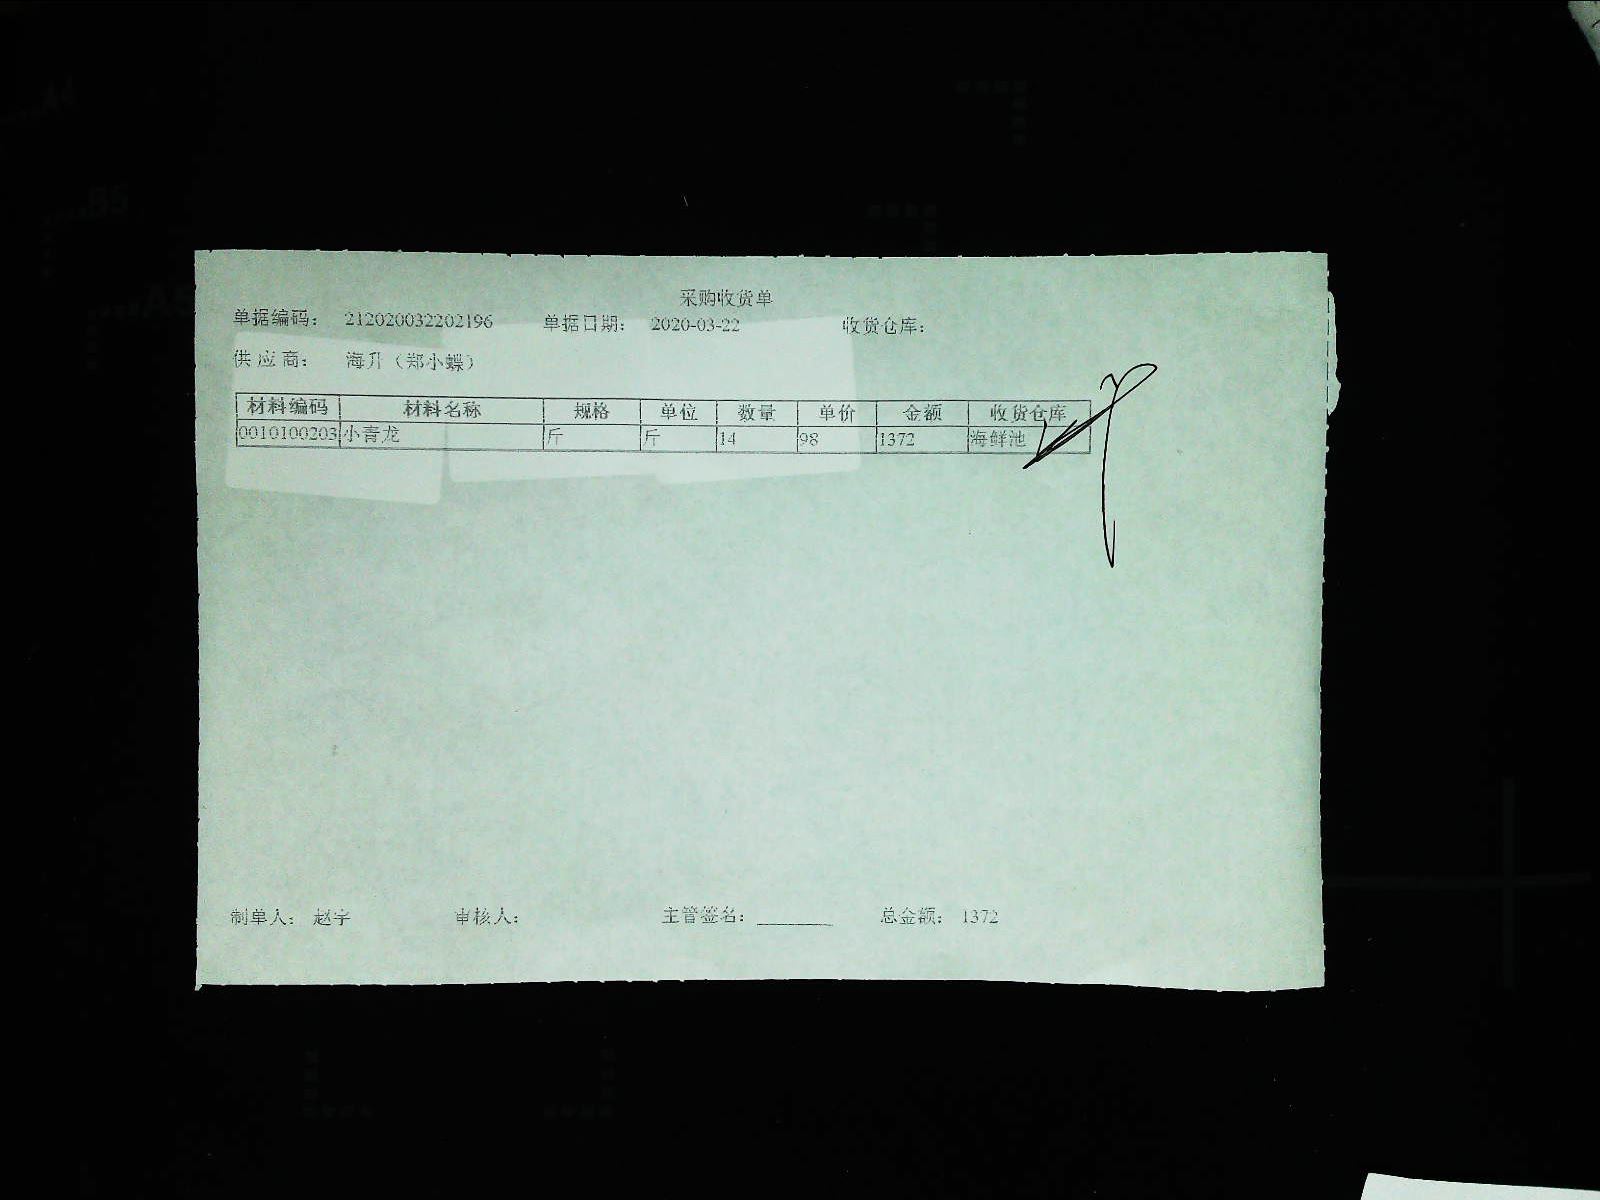 采购收货单
单据编码： 212020032202196 单据日期： 2020-03-22 收货仓库：
供 应 商： 海升（郑小蝶）
材料编码 材料名称 规格 单位 数量 单价 金额 收货仓库
0010100203 小青龙 斤 斤 14 98 1372 海鲜池
制单人： 赵宇 审核人： 主管签名： 总金额： 1372